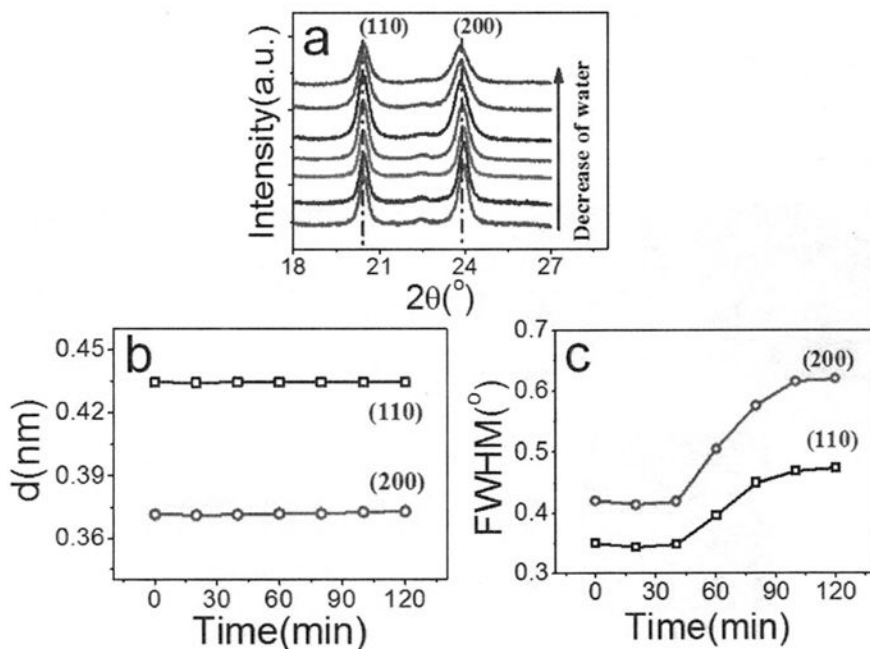 a
(110)
(200)
Intensity(a.u.)
Decrease of water
18
21
24
27
2θ(°)
b
0.45
0.42
0.39
0.36
d(nm)
(110)
(200)
0
30
60
90
120
Time(min)
c
0.7
0.6
0.5
0.4
0.3
FWHM(°)
(200)
(110)
0
30
60
90
120
Time(min)